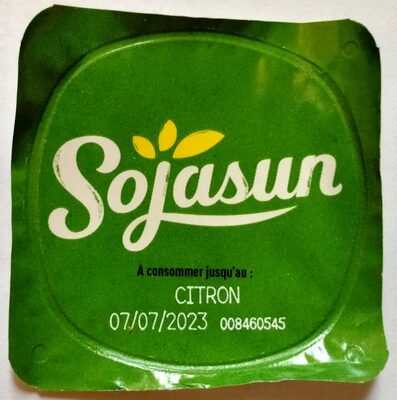 Sojasun
A consommer jusqu'au :
CITRON
07/07/2023 008460545